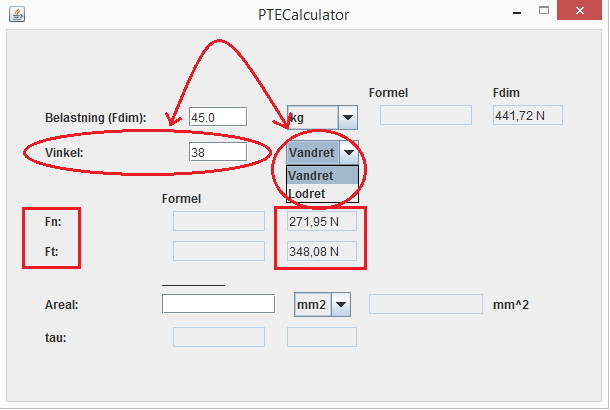 PTECalculator
Formel Fdim
Belastning (Fdim): 45.0 kg 441,72 N
Vinkel: 38 Vandret
Vandret
Lodret
Formel
Fn: 271,95 N
Ft: 348,08 N
Areal: mm2 mm^2
tau: